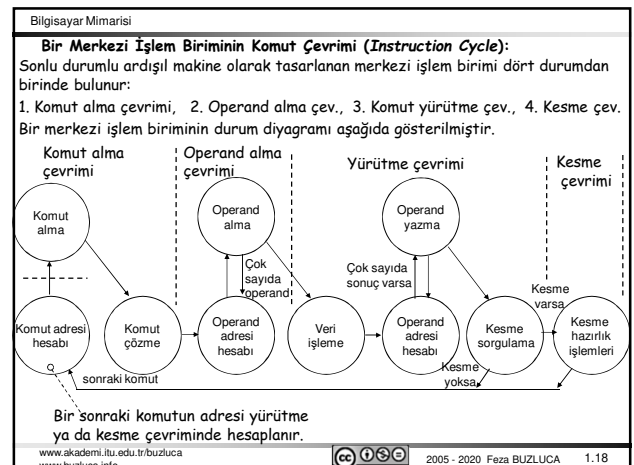 Bilgisayar Mimarisi
Bir Merkezi İşlem Biriminin Komut Çevrimi (Instruction Cycle):
Sonlu durumlu ardışıl makine olarak tasarlanan merkezi işlem birimi dört durumdan
birinde bulunur:
1. Komut alma çevrimi, 2. Operand alma çev., 3. Komut yürütme çev., 4. Kesme çev.
Bir merkezi işlem biriminin durum diyagramı aşağıda gösterilmiştir.
Komut alma
çevrimi
Operand alma
çevrimi
Yürütme çevrimi
Kesme
çevrimi
Komut
alma
Operand
alma
Operand
yazma
Çok
sayıda
operand
Çok sayıda
sonuç varsa
Kesme
varsa
Komut adresi
hesabı
Komut
çözme
Operand
adresi
hesabı
Veri
işleme
Operand
adresi
hesabı
Kesme
sorgulama
Kesme
hazırlık
işlemleri
Kesme
yoksa
sonraki komut
Bir sonraki komutun adresi yürütme
ya da kesme çevriminde hesaplanır.
www.akademi.itu.edu.tr/buzluca
www.buzluca.info
2005 - 2020 Feza BUZLUCA
1.18